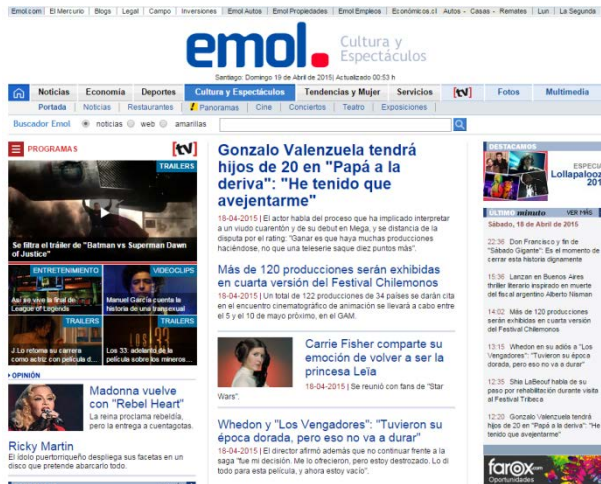 Emol.com El Mercurio Blogs Legal Campo Inversiones Emol Autos Emol Propiedades Emol Empleos Económicos.cl Autos - Casas - Remates Lun La Segunda
emol. Cultura y
Espectáculos
Santiago: Domingo 19 de Abril de 2015| Actualizado 00:53 h
Noticias Economía Deportes Cultura y Espectáculos Tendencias y Mujer Servicios [tv] Fotos Multimedia
Portada Noticias Restaurantes Panoramas Cine Conciertos Teatro Exposiciones
Buscador Emol noticias web amarillas
PROGRAMAS [tv]
TRAILERS
Se filtra el tráiler de "Batman vs Superman Dawn
of Justice"
ENTRETENIMIENTO
Así se vive la final de
League of Legends
VIDEOCLIPS
Manuel García cuenta la
historia de una transexual
TRAILERS
J.Lo retoma su carrera
como actriz con película d...
TRAILERS
Los 33: adelanto de la
película sobre los mineros...
OPINIÓN
Madonna vuelve
con "Rebel Heart"
La reina proclama rebeldía,
pero la entrega a cuentagotas.
Ricky Martin
El ídolo puertorriqueño despliega sus facetas en un
disco que pretende abarcarlo todo.
Gonzalo Valenzuela tendrá
hijos de 20 en "Papá a la
deriva": "He tenido que
avejentarme"
18-04-2015 | El actor habla del proceso que ha implicado interpretar
a un viudo cuarentón y de su debut en Mega, y se distancia de la
disputa por el rating: "Ganar es que haya muchas producciones
haciéndose, no que una teleserie saque diez puntos más".
Más de 120 producciones serán exhibidas
en cuarta versión del Festival Chilemonos
18-04-2015 | Un total de 122 producciones de 34 países se darán cita
en el encuentro cinematográfico de animación se llevará a cabo entre
el 5 y el 10 de mayo próximo, en el GAM.
Carrie Fisher comparte su
emoción de volver a ser la
princesa Leïa
18-04-2015 | Se reunió con fans de "Star
Wars".
Whedon y "Los Vengadores": "Tuvieron su
época dorada, pero eso no va a durar"
18-04-2015 | El director afirmó además que no continuar frente a la
saga "fue mi decisión. Me lo ofrecieron, pero estoy destrozado. Lo di
todo para esta película, y ahora estoy vacío".
DESTACAMOS
ESPECIA
Lollapalooz
201
ÚLTIMO minuto VER MÁS
Sábado, 18 de Abril de 2015
22:36 Don Francisco y fin de
"Sábado Gigante": Es el momento de
cerrar esta historia dignamente
15:36 Lanzan en Buenos Aires
thriller literario inspirado en muerte
del fiscal argentino Alberto Nisman
14:02 Más de 120 producciones
serán exhibidas en cuarta versión
del Festival Chilemonos
13:15 Whedon en su adiós a "Los
Vengadores": "Tuvieron su época
dorada, pero eso no va a durar"
12:35 Shia LaBeouf habla de su
paso por rehabilitación durante visita
al Festival Tribeca
12:20 Gonzalo Valenzuela tendrá
hijos de 20 en "Papá a la deriva": "He
tenido que avejentarme"
farox.com
Oportunidades